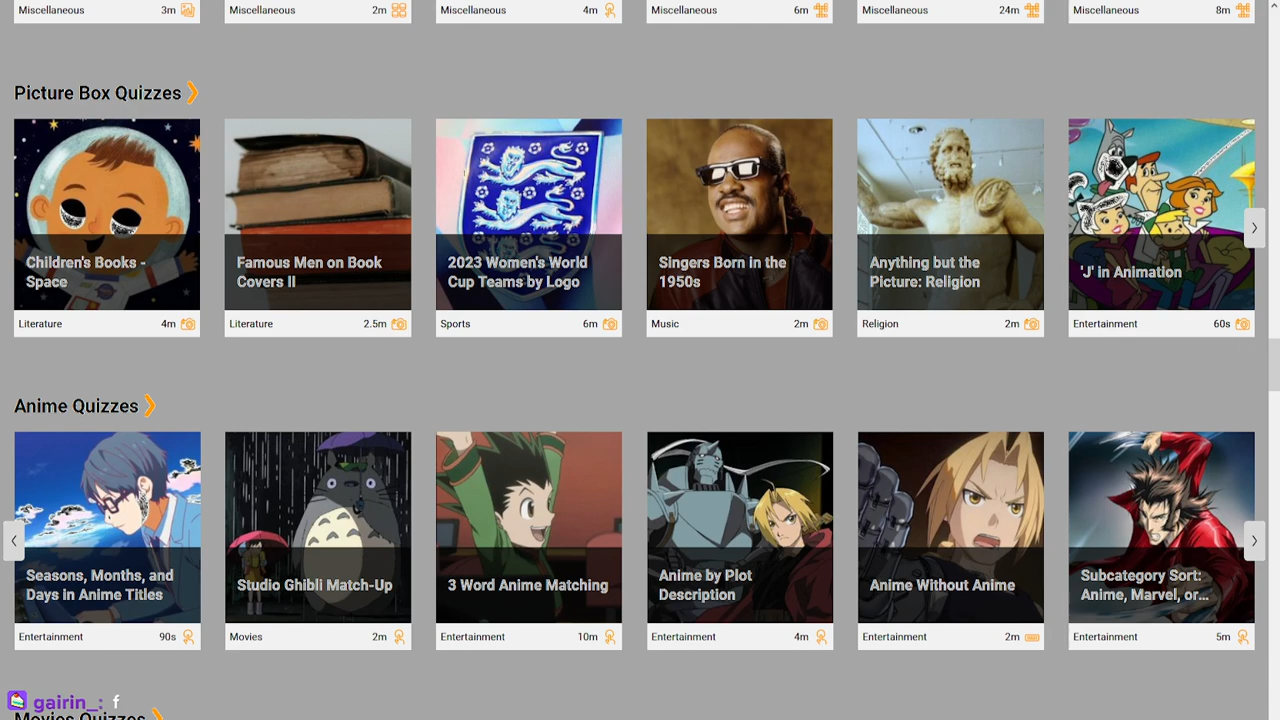 Miscellaneous 3m
Miscellaneous 2m
Miscellaneous 4m
Miscellaneous 6m
Miscellaneous 24m
Miscellaneous 8m
Picture Box Quizzes
Children's Books -
Space
Literature 4m
Famous Men on Book
Covers II
Literature 2.5m
2023 Women's World
Cup Teams by Logo
Sports 6m
Singers Born in the
1950s
Music 2m
Anything but the
Picture: Religion
Religion 2m
'J' in Animation
Entertainment 60s
Anime Quizzes
Seasons, Months, and
Days in Anime Titles
Entertainment 90s
Studio Ghibli Match-Up
Movies 2m
3 Word Anime Matching
Entertainment 10m
Anime by Plot
Description
Entertainment 4m
Anime Without Anime
Entertainment 2m
Subcategory Sort:
Anime, Marvel, or...
Entertainment 5m
gairin_: f
Movies Quizzes